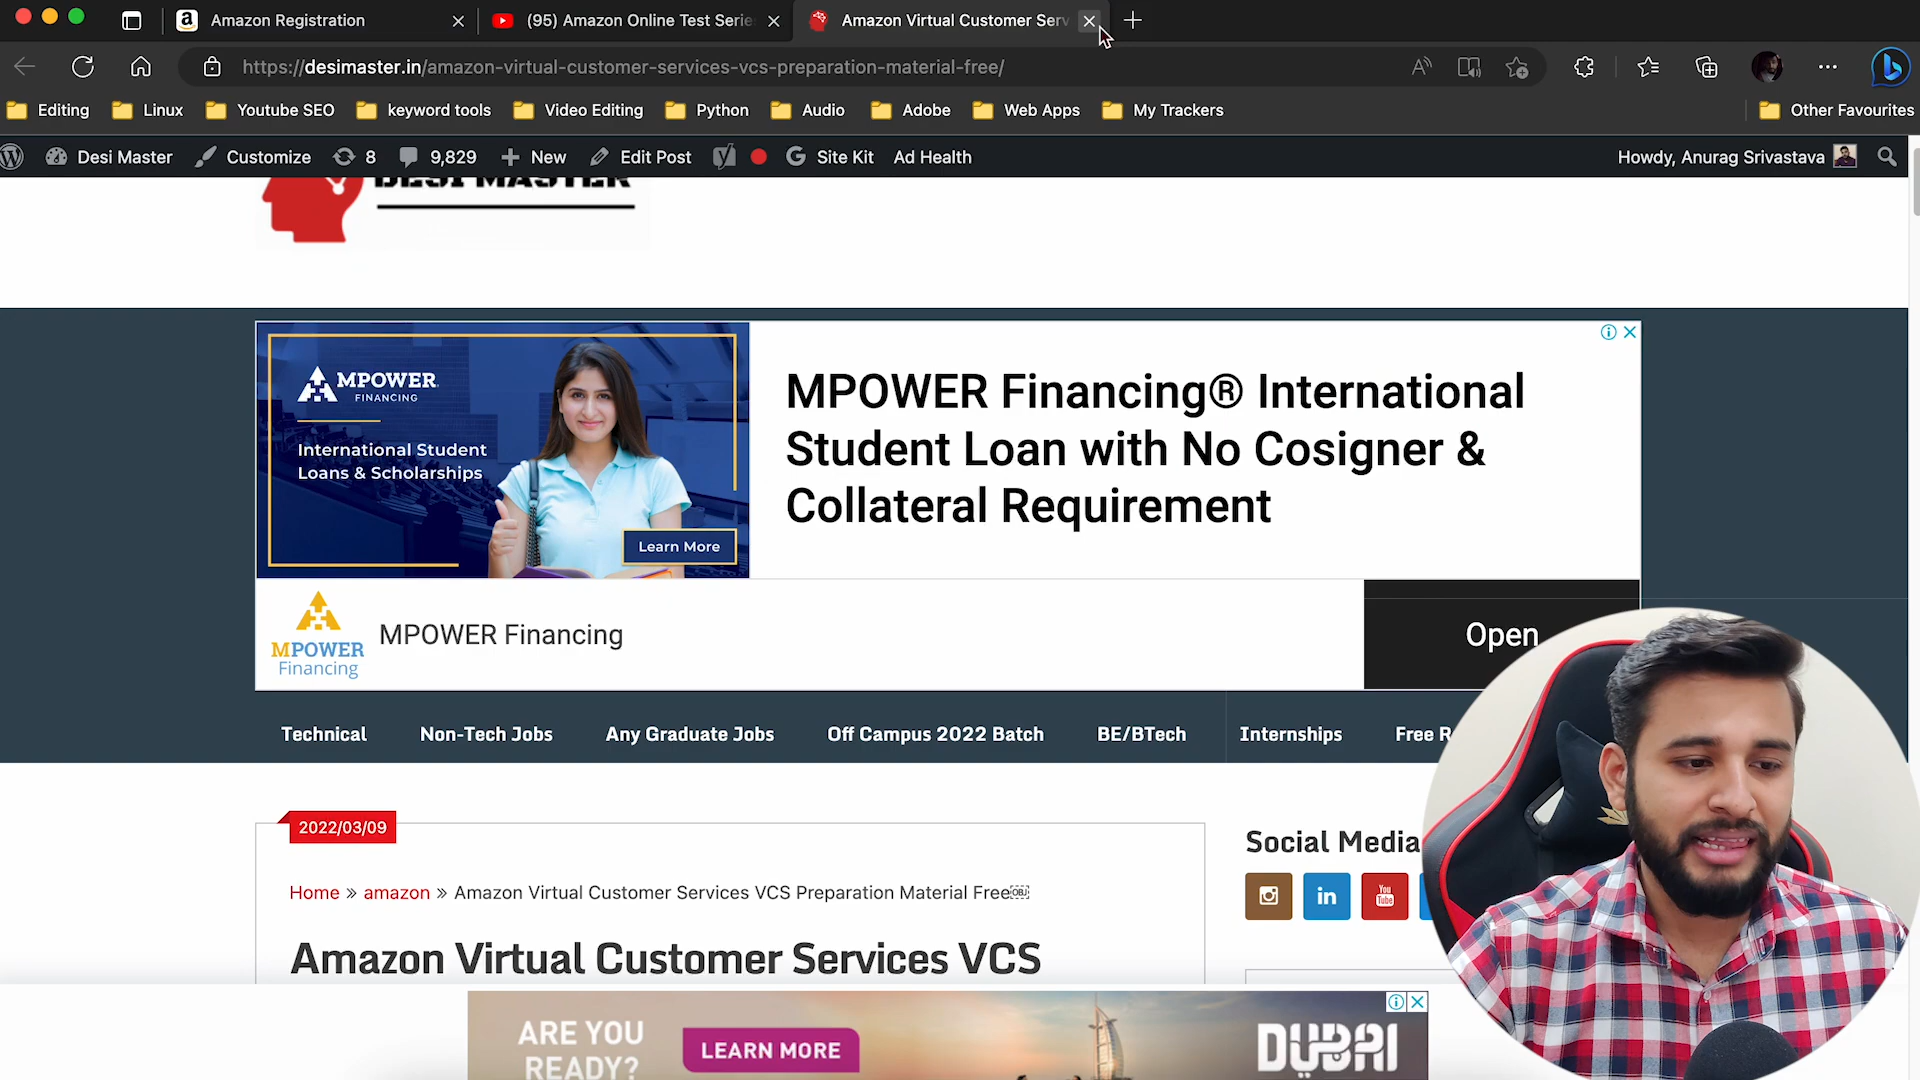 Amazon Registration
(95) Amazon Online Test Serie
Amazon Virtual Customer Serv
https://desimaster.in/amazon-virtual-customer-services-vcs-preparation-material-free/
Editing
Linux
Youtube SEO
keyword tools
Video Editing
Python
Audio
Adobe
Web Apps
My Trackers
Other Favourites
Desi Master
Customize
8
9,829
New
Edit Post
Site Kit
Ad Health
Howdy, Anurag Srivastava
DESI MASTER
MPOWER
FINANCING
International Student
Loans & Scholarships
Learn More
MPOWER Financing® International
Student Loan with No Cosigner &
Collateral Requirement
MPOWER
Financing
MPOWER Financing
Open
Technical
Non-Tech Jobs
Any Graduate Jobs
Off Campus 2022 Batch
BE/BTech
Internships
Free R
2022/03/09
Home » amazon » Amazon Virtual Customer Services VCS Preparation Material Free
Amazon Virtual Customer Services VCS
Social Media
in
You
Tube
ARE YOU
READY?
LEARN MORE
DUBAI